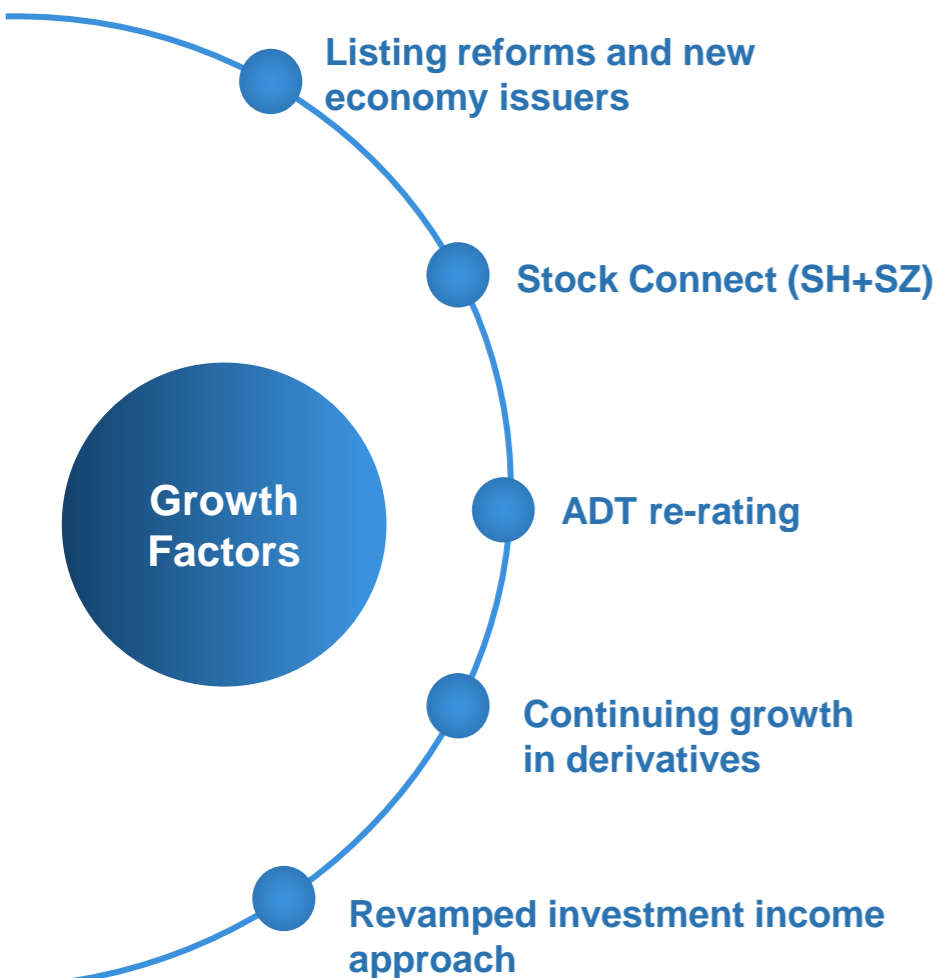 Listing reforms and new
economy issuers
Stock Connect (SH+SZ)
Growth
Factors
ADT re-rating
Continuing growth
in derivatives
Revamped investment income
approach